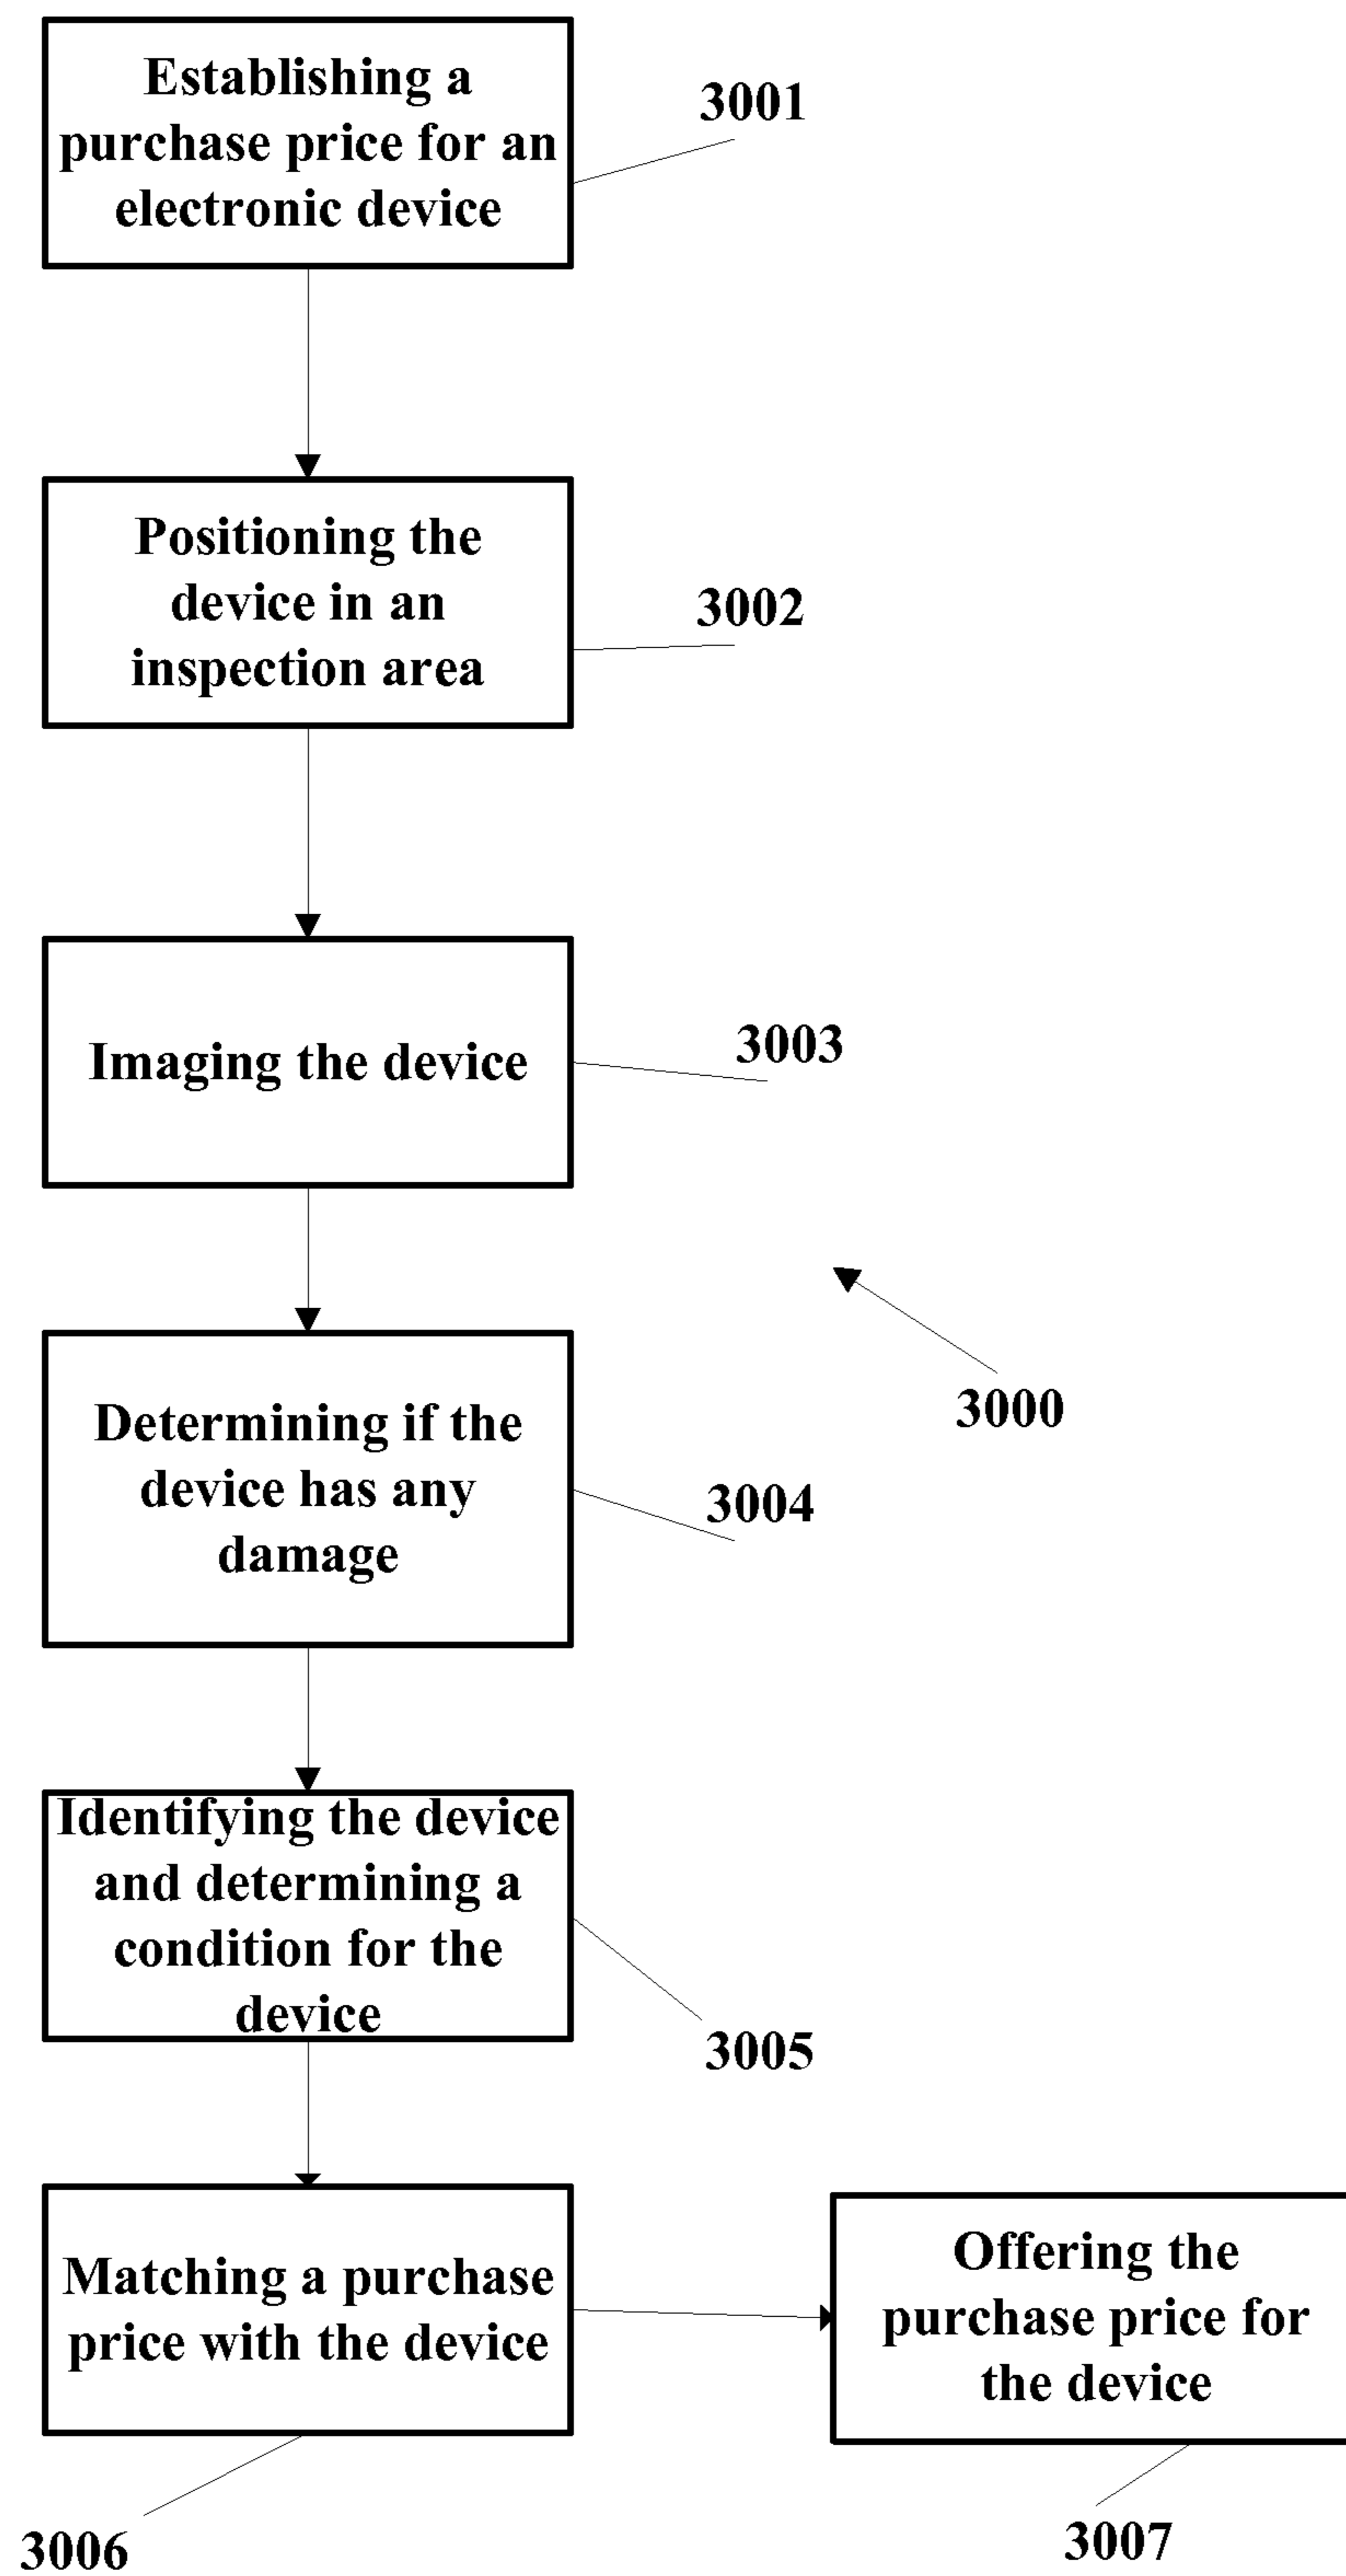 Establishing a
purchase price for an
electronic device
3001
Positioning the
device in an
inspection area
3002
Imaging the device
3003
3000
Determining if the
device has any
damage
3004
Identifying the device
and determining a
condition for the
device
3005
Matching a purchase
price with the device
3006
Offering the
purchase price for
the device
3007